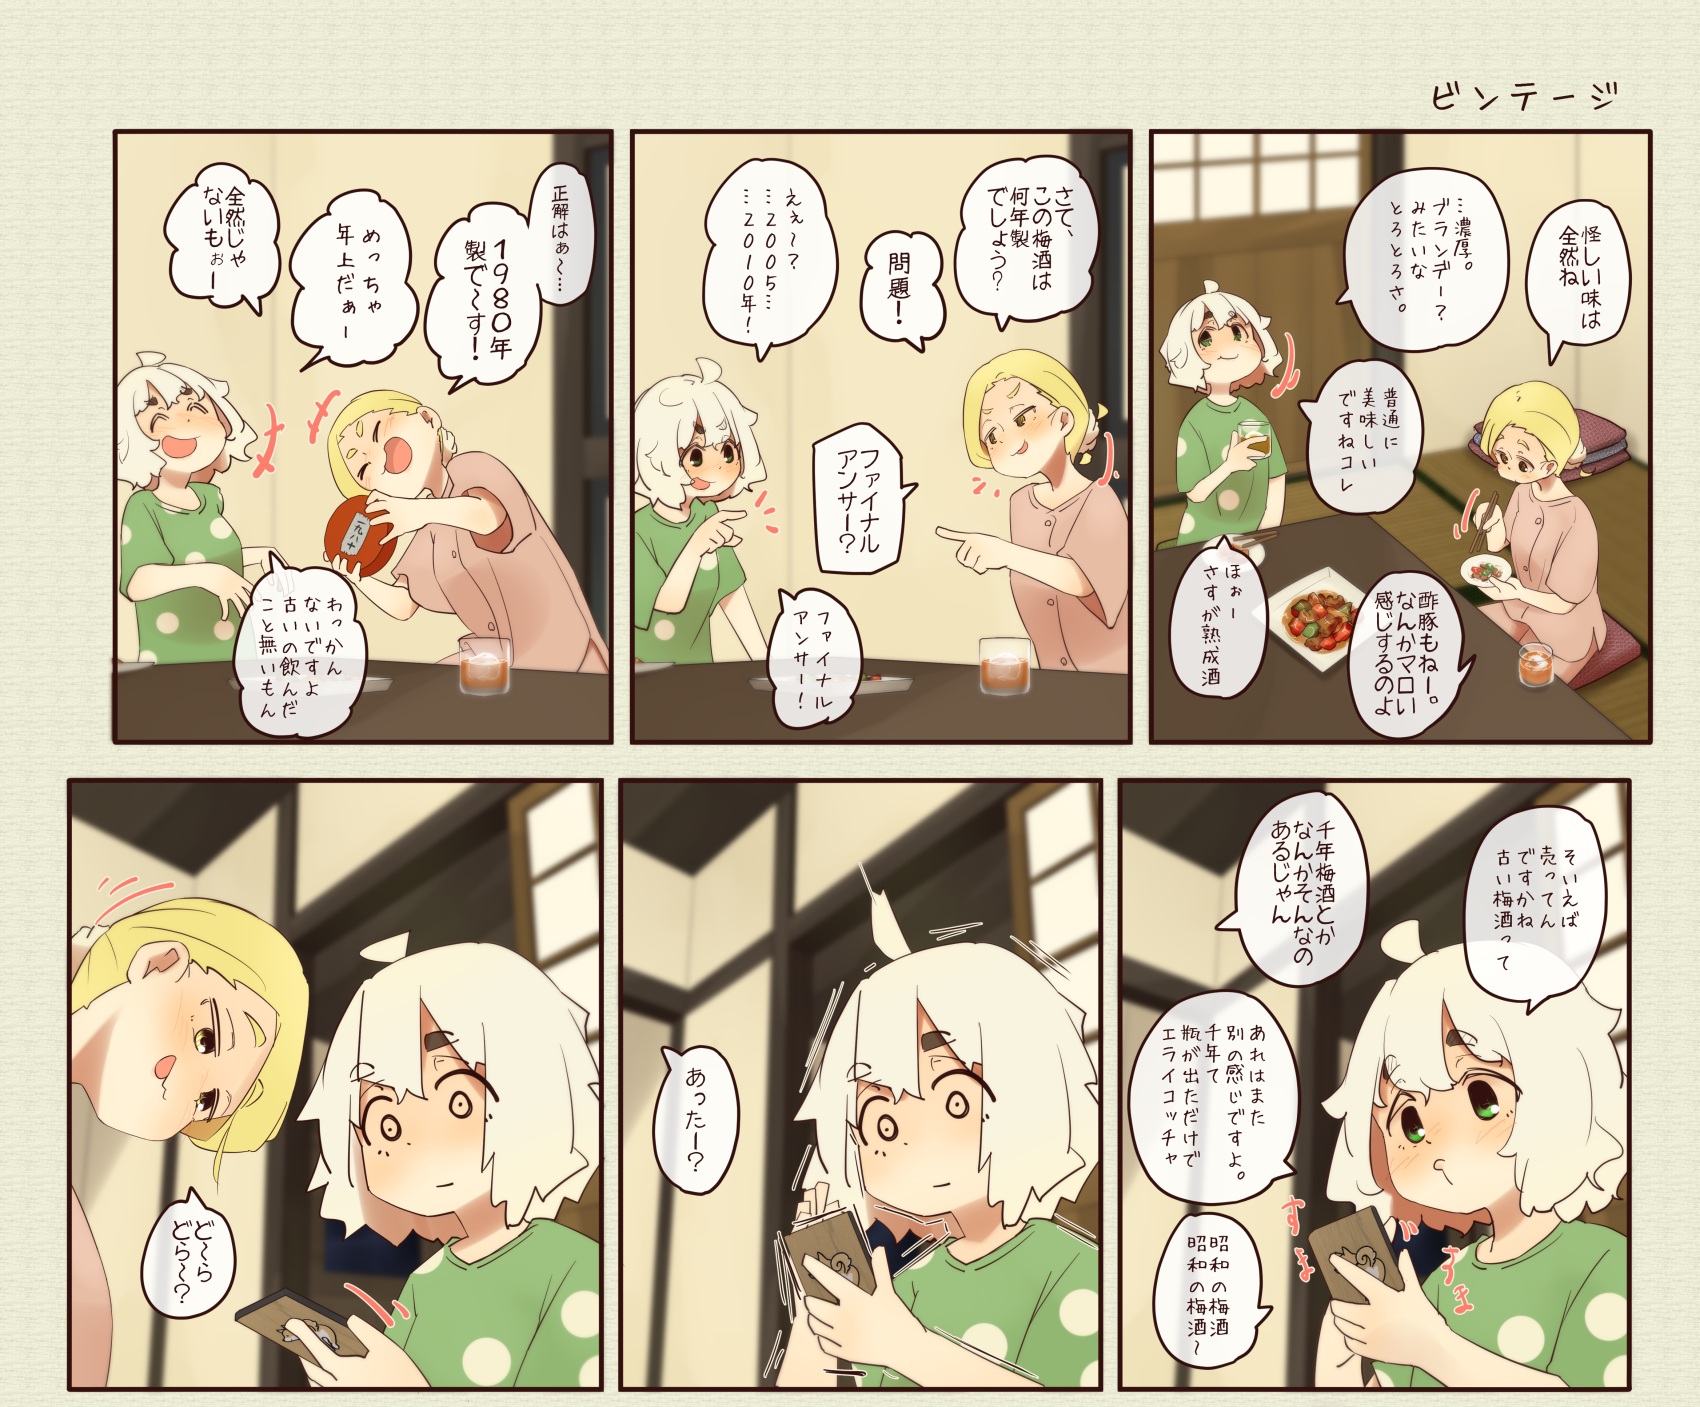 ビンテージ
怪しい味は
全然ね
…濃厚。
ブランデー?
みたいな
とろとろさ。
普通に
美味しい
ですねコレ
酢豚もねー。
なんかマロい
感じするのよ
ほぉー
さすが熟成酒
さて、
この梅酒は
何年製
でしょう?
問題!
ええ〜?
…2005…
…2010年!
ファイナル
アンサー?
ファイナル
アンサー!
正解はぁ〜…
1980年
製で〜す!
一九八十
めっちゃ
年上だぁー
全然じゃ
ないもぉー
わっかん
ないですよ
古いの飲んだ
こと無いもん
そいえば
売ってん
ですかね
古い梅酒って
千年梅酒とか
なんかそんなの
あるじゃん
あれはまた
別の感じですよ。
千年て
瓶が出ただけで
エライコッチャ
昭和の梅酒
昭和の梅酒〜
すま
すま
あったー?
ど〜ら
どら〜?